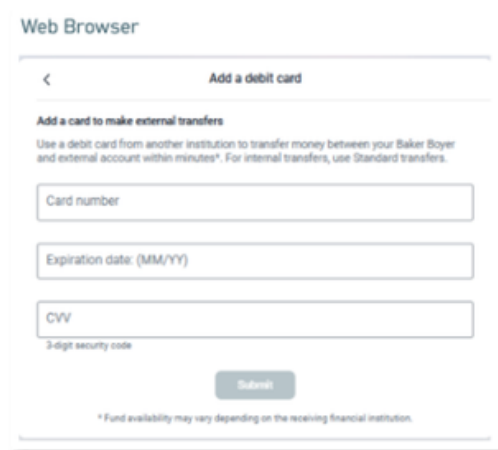 Web Browser
Add a debit card
Add a card to make external transfers
Use a debit card from another institution to transfer money between your Baker Boyer
and external account within minutes*. For internal transfers, use Standard transfers.
Card number
Expiration date: (MM/YY)
CVV
3-digit security code
Submit
* Fund availability may vary depending on the receiving financial institution.